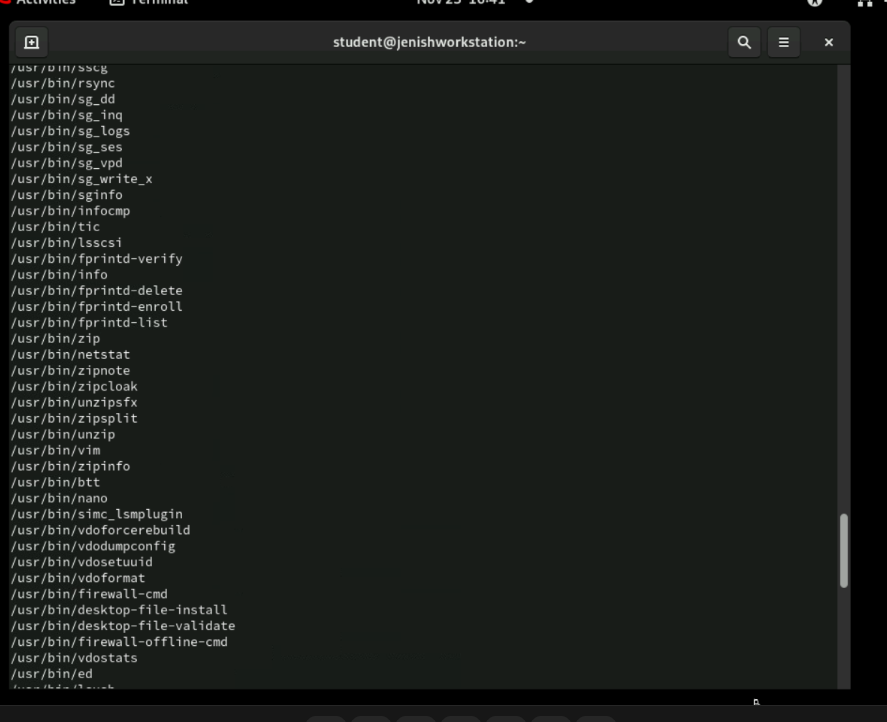 Activities Terminal Nov 25 16:41
student@jenishworkstation:~
/usr/bin/sscg
/usr/bin/rsync
/usr/bin/sg_dd
/usr/bin/sg_inq
/usr/bin/sg_logs
/usr/bin/sg_ses
/usr/bin/sg_vpd
/usr/bin/sg_write_x
/usr/bin/sginfo
/usr/bin/infocmp
/usr/bin/tic
/usr/bin/lsscsi
/usr/bin/fprintd-verify
/usr/bin/info
/usr/bin/fprintd-delete
/usr/bin/fprintd-enroll
/usr/bin/fprintd-list
/usr/bin/zip
/usr/bin/netstat
/usr/bin/zipnote
/usr/bin/zipcloak
/usr/bin/unzipsfx
/usr/bin/zipsplit
/usr/bin/unzip
/usr/bin/vim
/usr/bin/zipinfo
/usr/bin/btt
/usr/bin/nano
/usr/bin/simc_lsmplugin
/usr/bin/vdoforcerebuild
/usr/bin/vdodumpconfig
/usr/bin/vdosetuuid
/usr/bin/vdoformat
/usr/bin/firewall-cmd
/usr/bin/desktop-file-install
/usr/bin/desktop-file-validate
/usr/bin/firewall-offline-cmd
/usr/bin/vdostats
/usr/bin/ed